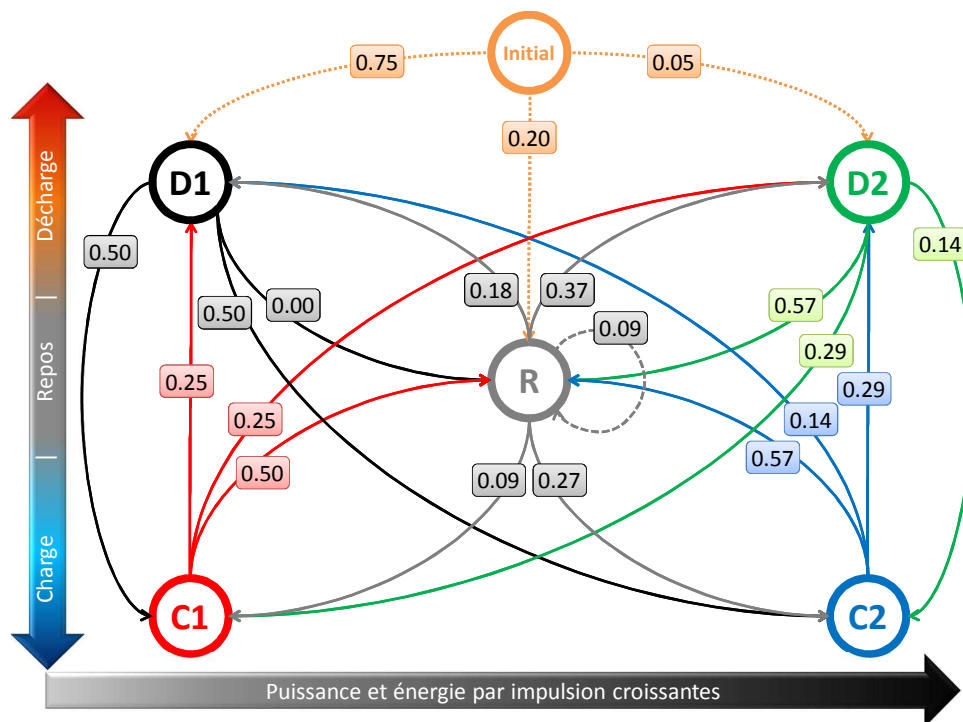 Initial
0.75
0.05
0.20
D1
D2
Décharge
0.50
0.14
0.18
0.37
0.00
0.50
0.57
0.09
0.29
Repos
R
0.25
0.29
0.25
0.14
0.50
0.57
0.09
0.27
Charge
C1
C2
Puissance et énergie par impulsion croissantes